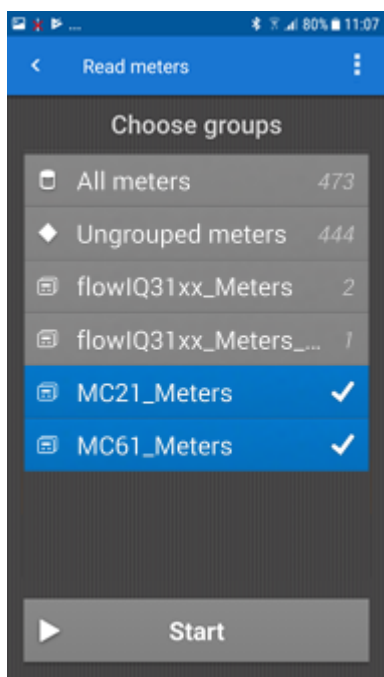 ... 80% 11:07
Read meters
Choose groups
All meters 473
Ungrouped meters 444
flowIQ31xx_Meters 2
flowIQ31xx_Meters_... 1
MC21_Meters
MC61_Meters
Start